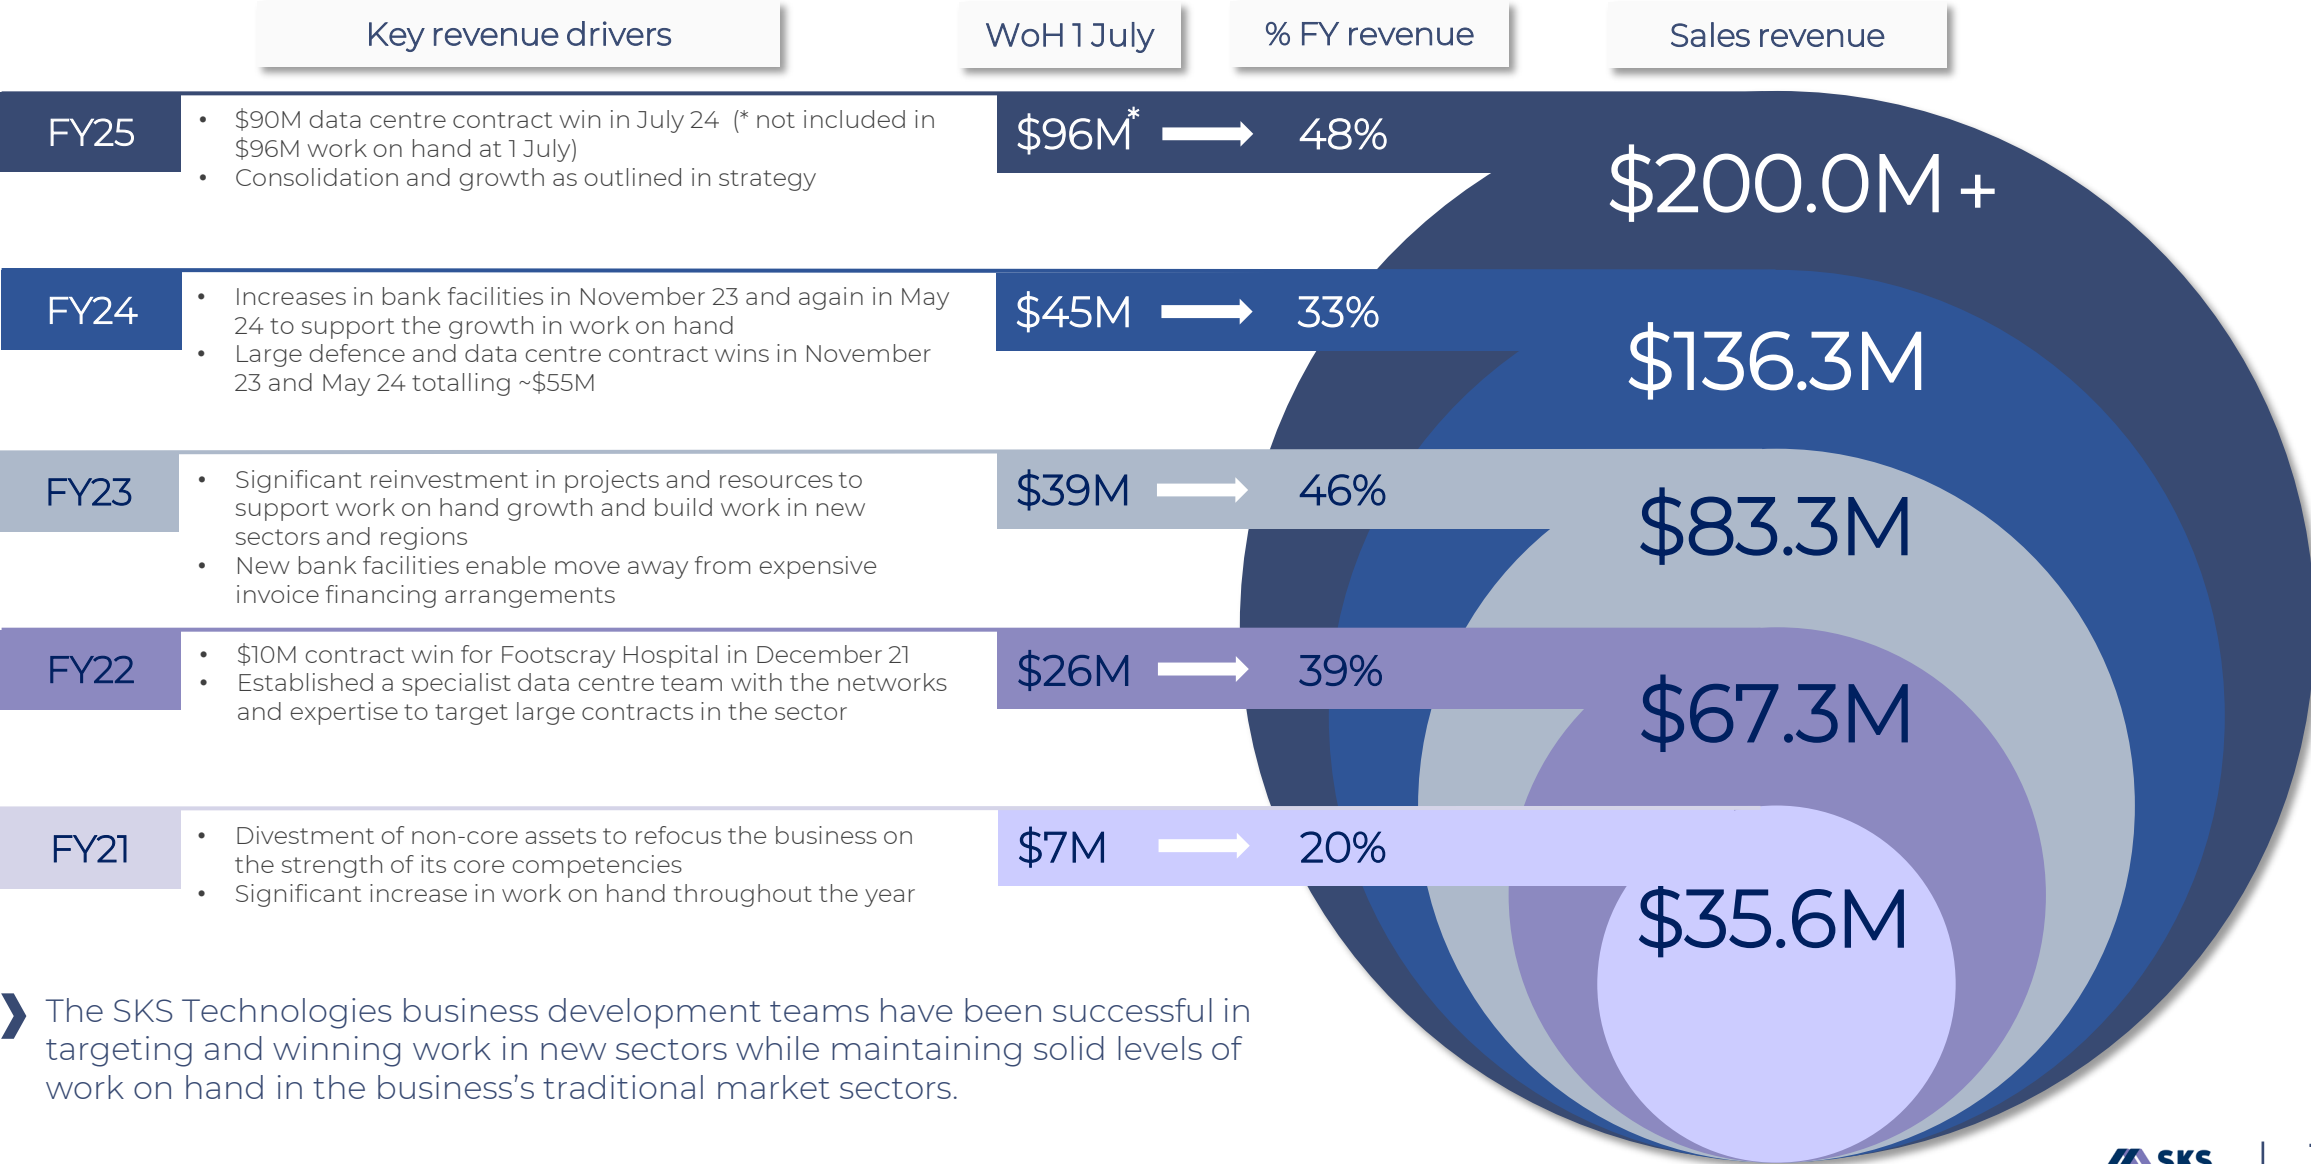 Key revenue drivers
WoH 1 July
% FY revenue
Sales revenue
FY25
• $90M data centre contract win in July 24 (* not included in
$96M work on hand at 1 July)
• Consolidation and growth as outlined in strategy
$96M*
48%
$200.0M +
FY24
• Increases in bank facilities in November 23 and again in May
24 to support the growth in work on hand
• Large defence and data centre contract wins in November
23 and May 24 totalling ~$55M
$45M
33%
$136.3M
FY23
• Significant reinvestment in projects and resources to
support work on hand growth and build work in new
sectors and regions
• New bank facilities enable move away from expensive
invoice financing arrangements
$39M
46%
$83.3M
FY22
• $10M contract win for Footscray Hospital in December 21
• Established a specialist data centre team with the networks
and expertise to target large contracts in the sector
$26M
39%
$67.3M
FY21
• Divestment of non-core assets to refocus the business on
the strength of its core competencies
• Significant increase in work on hand throughout the year
$7M
20%
$35.6M
The SKS Technologies business development teams have been successful in
targeting and winning work in new sectors while maintaining solid levels of
work on hand in the business’s traditional market sectors.
SKS